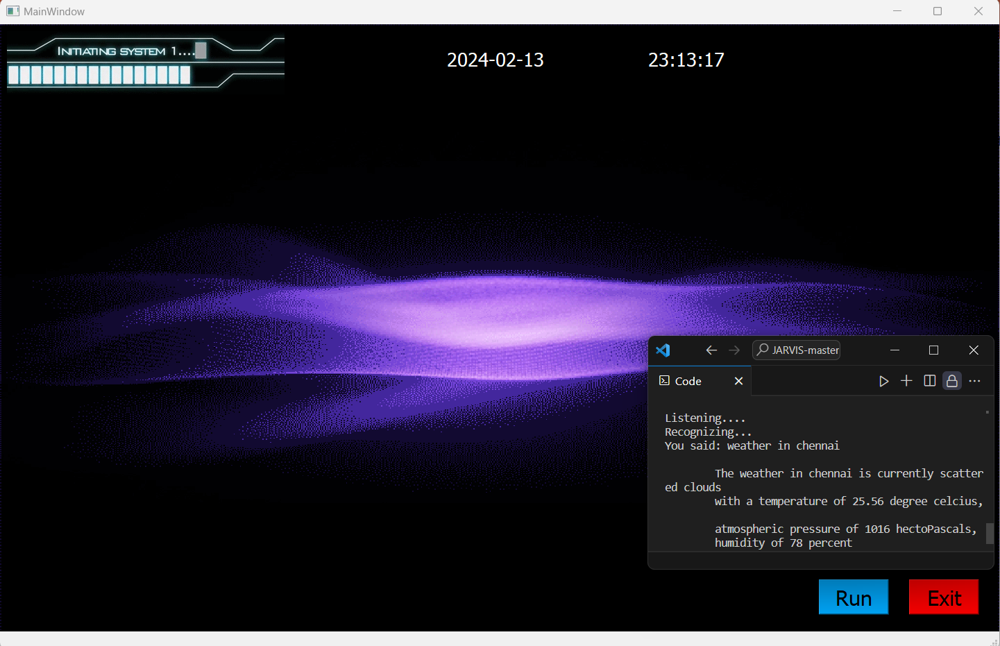 MainWindow
INITIATING SYSTEM 1....
2024-02-13
23:13:17
JARVIS-master
Code
Listening....
Recognizing...
You said: weather in chennai
The weather in chennai is currently scatter
ed clouds
with a temperature of 25.56 degree celcius,
atmospheric pressure of 1016 hectoPascals,
humidity of 78 percent
Run
Exit